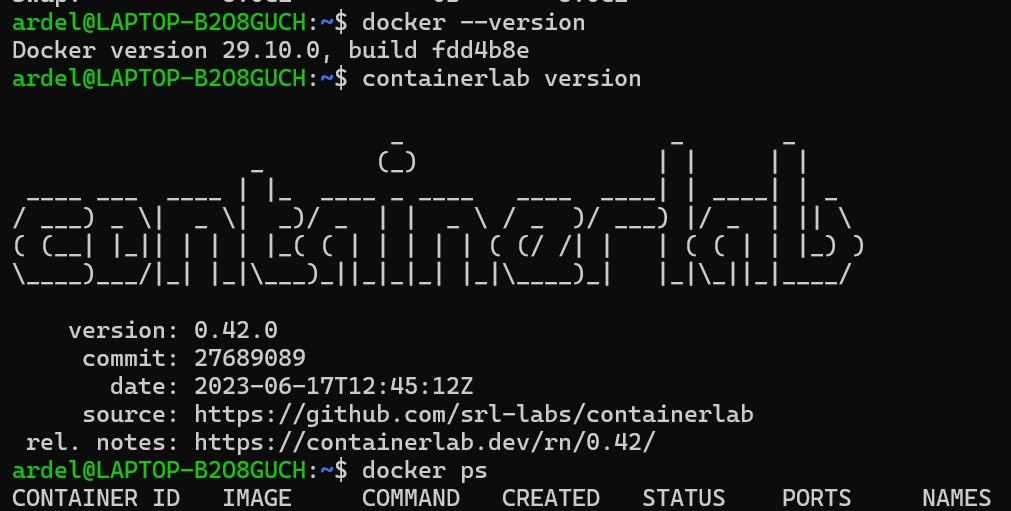 ardel@LAPTOP-B2O8GUCH:~$ docker --version
Docker version 29.10.0, build fdd4b8e
ardel@LAPTOP-B2O8GUCH:~$ containerlab version
containerlab
version: 0.42.0
commit: 27689089
date: 2023-06-17T12:45:12Z
source: https://github.com/srl-labs/containerlab
rel. notes: https://containerlab.dev/rn/0.42/
ardel@LAPTOP-B2O8GUCH:~$ docker ps
CONTAINER ID   IMAGE     COMMAND   CREATED   STATUS    PORTS     NAMES